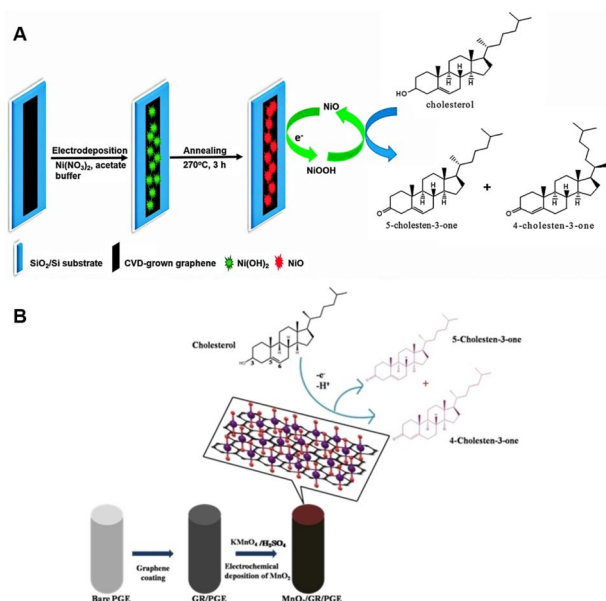 A
HO
cholesterol
NiO
e⁻
NiOOH
Electrodeposition
Ni(NO₃)₂, acetate
buffer
Annealing
270°C, 3 h
H
H
H
O
5-cholesten-3-one
+
H
H
H
O
4-cholesten-3-one
SiO₂/Si substrate
CVD-grown graphene
Ni(OH)₂
NiO
B
Cholesterol
HO
3
5
6
-e⁻
-H⁺
5-Cholesten-3-one
+
4-Cholesten-3-one
Graphene
coating
KMnO₄ /H₂SO₄
Electrochemical
deposition of MnO₂
Bare PGE
GR/PGE
MnO₂/GR/PGE